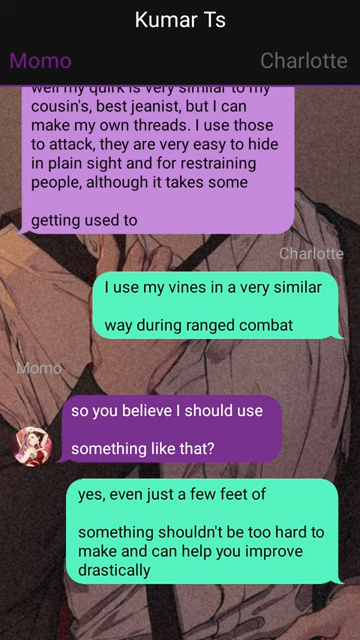 Kumar Ts
Momo
Charlotte
well my quirk is very similar to my
cousin's, best jeanist, but I can
make my own threads. I use those
to attack, they are very easy to hide
in plain sight and for restraining
people, although it takes some
getting used to
Charlotte
I use my vines in a very similar
way during ranged combat
Momo
so you believe I should use
something like that?
yes, even just a few feet of
something shouldn't be too hard to
make and can help you improve
drastically